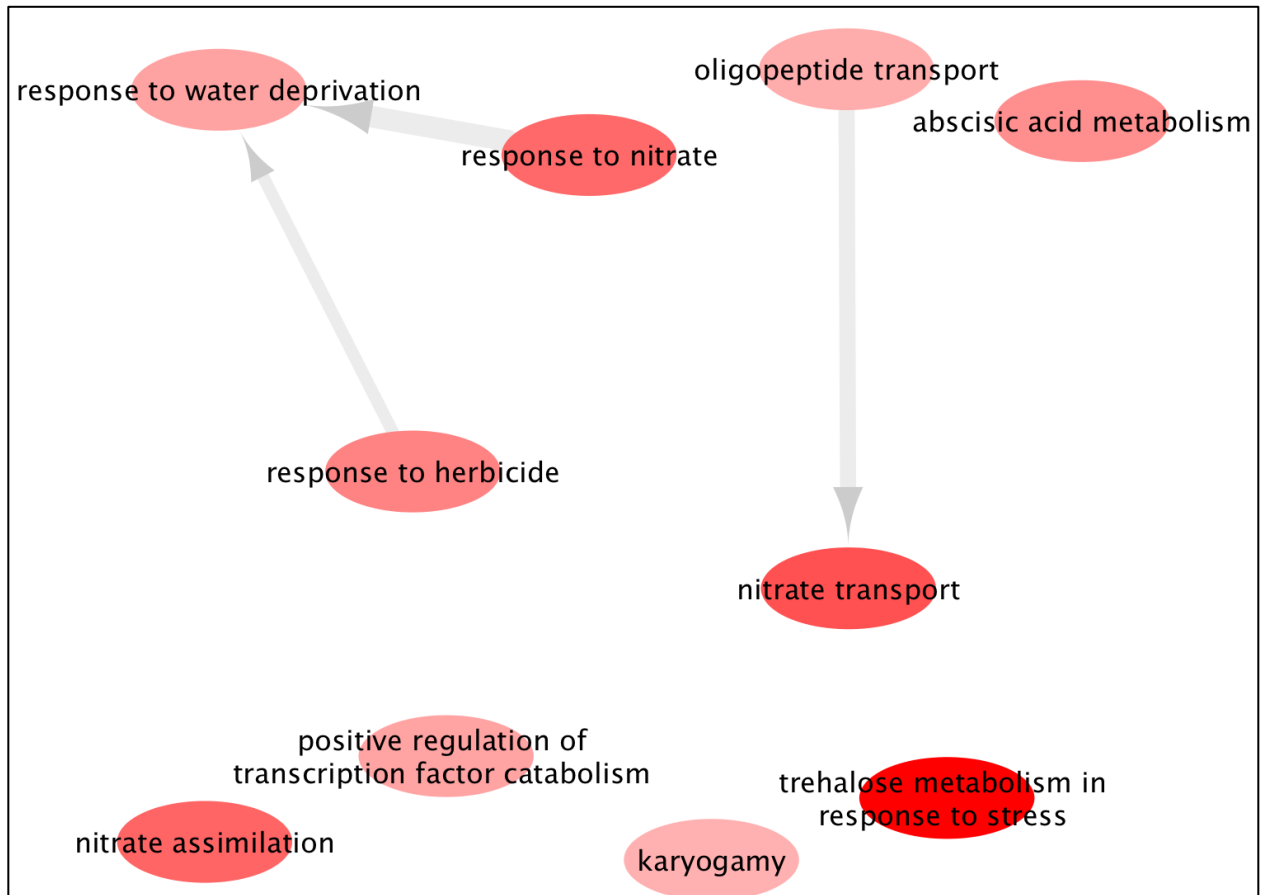 oligopeptide transport
response to water deprivation
abscisic acid metabolism
response to nitrate
response to herbicide
nitrate transport
positive regulation of
transcription factor catabolism
trehalose metabolism in
response to stress
nitrate assimilation
karyogamy